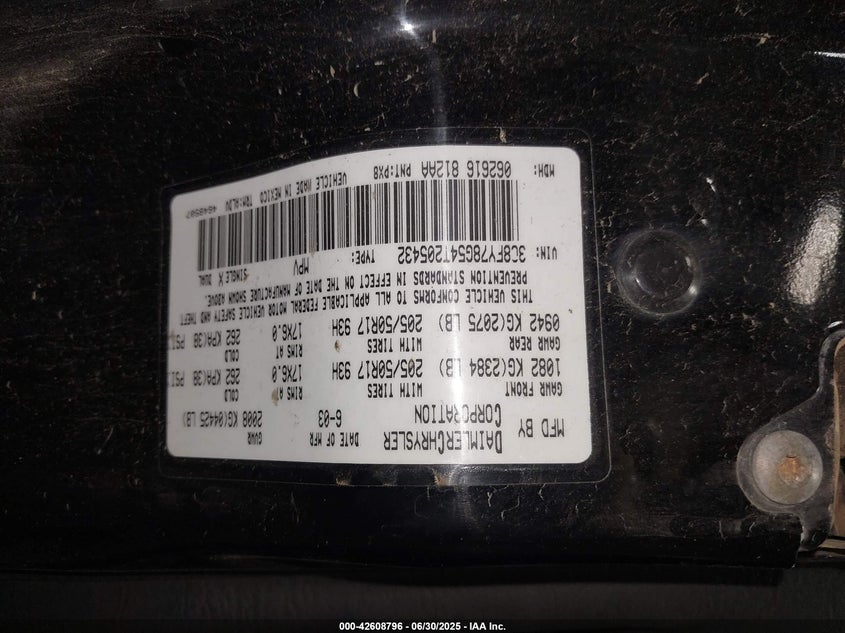 MFD BY DAIMLERCHRYSLER CORPORATION DATE OF MFR 6-03 GVWR 2008 KG(04425 LB)
GAWR FRONT WITH TIRES RIMS AT COLD
1082 KG(2384 LB) 205/50R17 93H 17X6.0 262 KPA(38 PSI
GAWR REAR WITH TIRES RIMS AT COLD
0942 KG(2075 LB) 205/50R17 93H 17X6.0 262 KPA(38 PSI
THIS VEHICLE CONFORMS TO ALL APPLICABLE FEDERAL MOTOR VEHICLE SAFETY AND THEFT
PREVENTION STANDARDS IN EFFECT ON THE DATE OF MANUFACTURE SHOWN ABOVE.
VIN: 3C8FY78G54T205432 TYPE: MPV SINGLE X DUAL
MDH: 062616 812AA PNT:PX8 VEHICLE MADE IN MEXICO TRM:ALDV
000-42608796 - 06/30/2025 - IAA Inc.